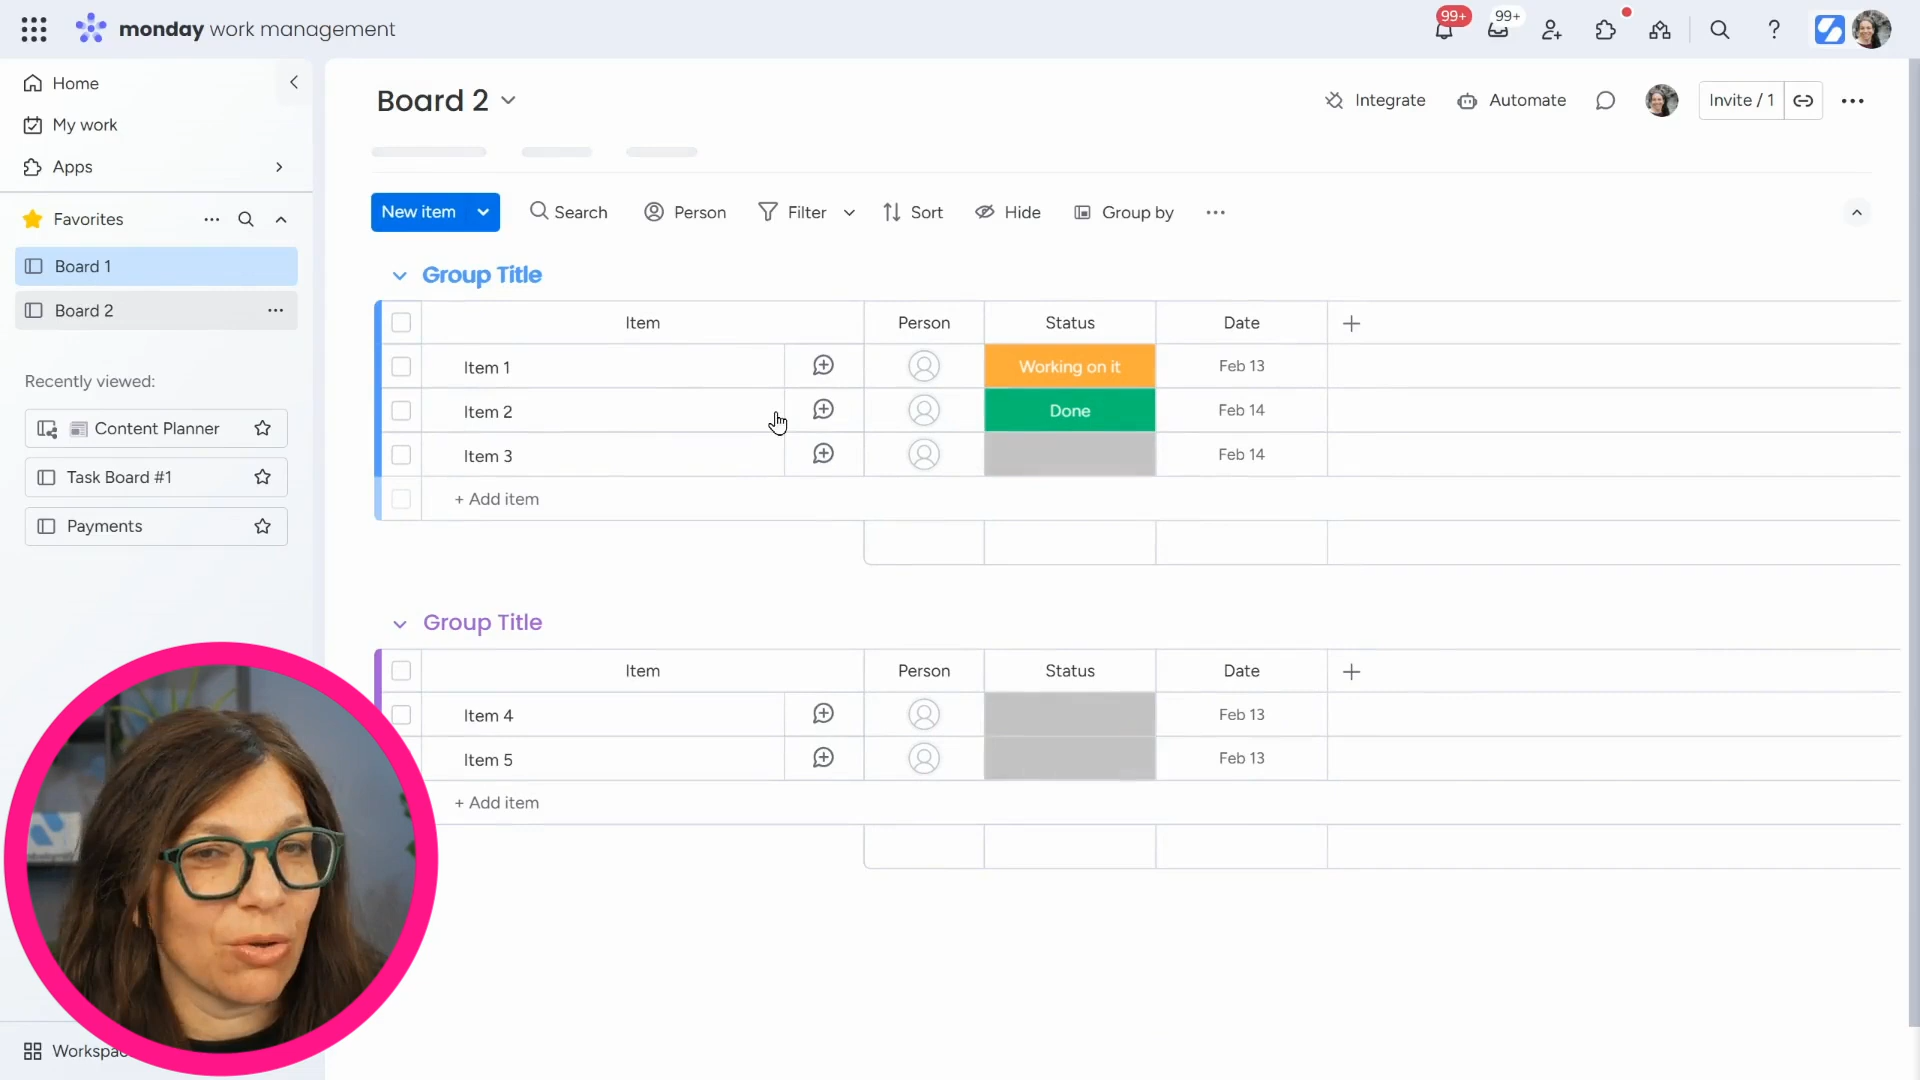 monday work management
99+
99+
Home
My work
Apps
Favorites
Board 1
Board 2
Recently viewed:
Content Planner
Task Board #1
Payments
Board 2
Integrate
Automate
Invite / 1
New item
Search
Person
Filter
Sort
Hide
Group by
Group Title
Item Person Status Date
Item 1 Working on it Feb 13
Item 2 Done Feb 14
Item 3 Feb 14
+ Add item
Group Title
Item Person Status Date
Item 4 Feb 13
Item 5 Feb 13
+ Add item